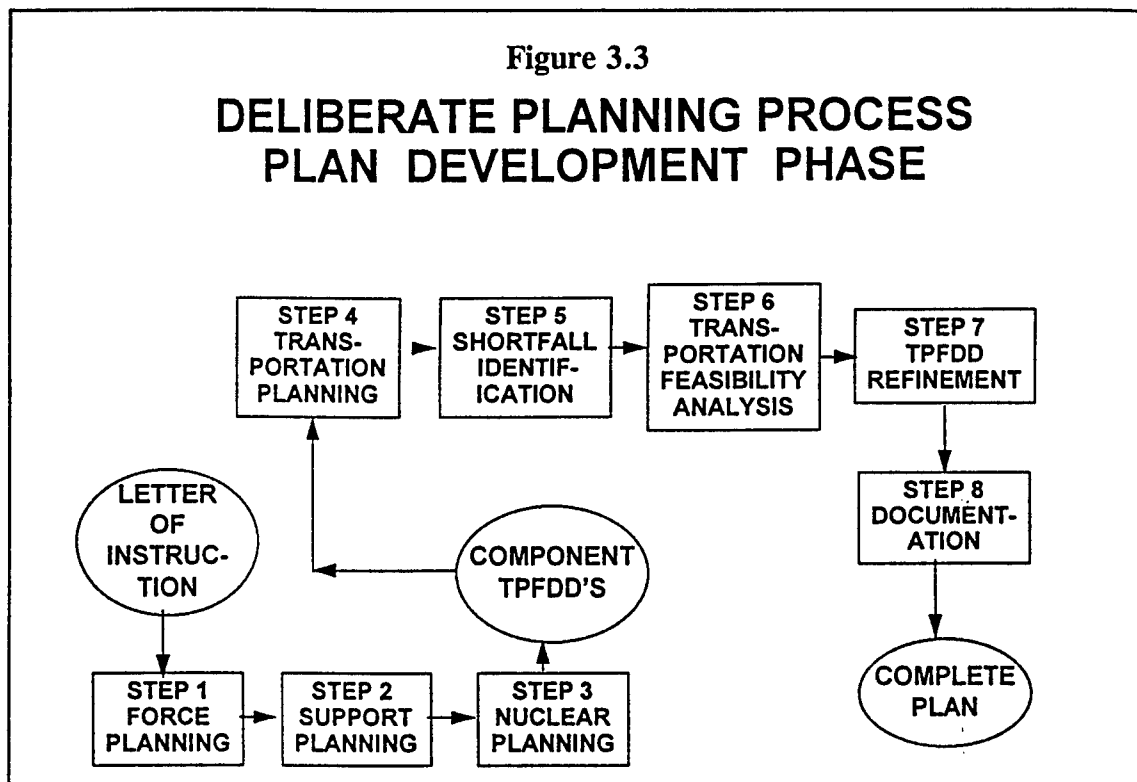 Figure 3.3
DELIBERATE PLANNING PROCESS
PLAN DEVELOPMENT PHASE
LETTER
OF
INSTRUC-
TION
STEP 1
FORCE
PLANNING
STEP 2
SUPPORT
PLANNING
STEP 3
NUCLEAR
PLANNING
COMPONENT
TPFDD'S
STEP 4
TRANS-
PORTATION
PLANNING
STEP 5
SHORTFALL
IDENTIF-
ICATION
STEP 6
TRANS-
PORTATION
FEASIBILITY
ANALYSIS
STEP 7
TPFDD
REFINEMENT
STEP 8
DOCUMENT-
ATION
COMPLETE
PLAN